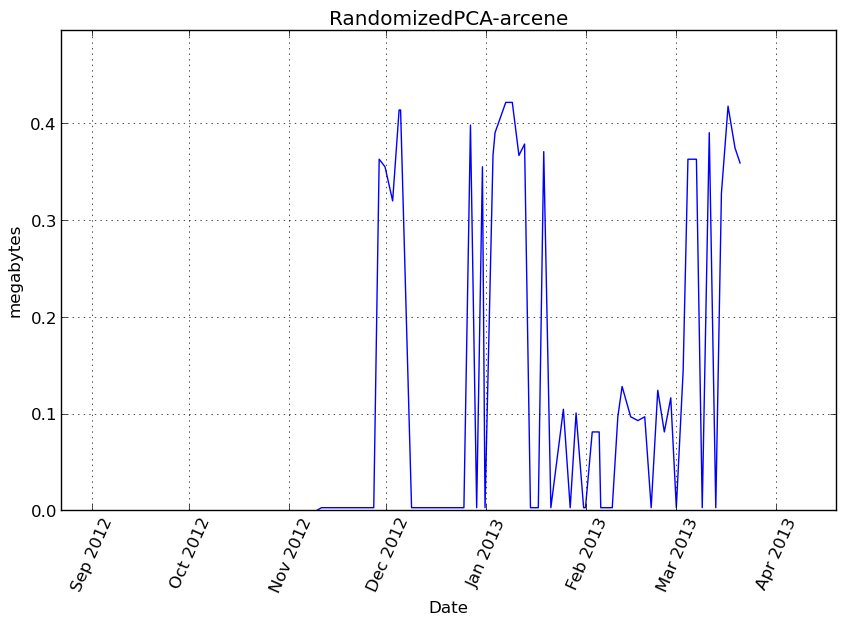 RandomizedPCA-arcene
megabytes
0.4
0.3
0.2
0.1
0.0
Sep 2012
Oct 2012
Nov 2012
Dec 2012
Jan 2013
Feb 2013
Mar 2013
Apr 2013
Date